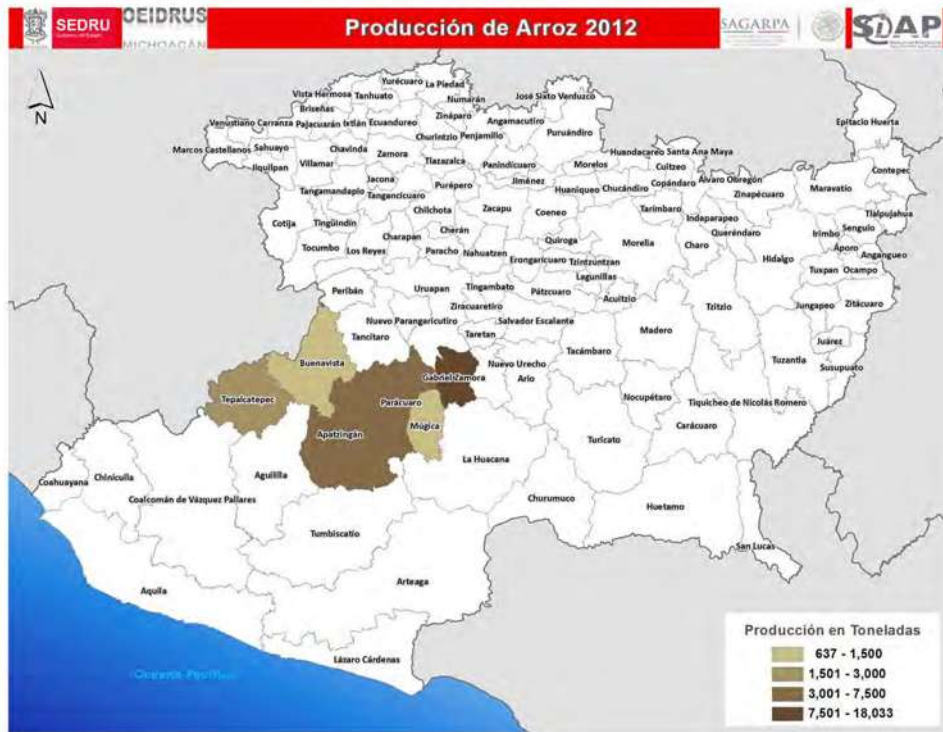 SEDRU
OEIDRUS
MICHOACÁN
Producción de Arroz 2012
SAGARPA
SDAP
N
Yurécuaro
La Piedad
Vista Hermosa
Tanhuato
Numarán
José Sixto Verduzco
Briseñas
Zináparo
Angamacutiro
Epitacio Huerta
Venustiano Carranza
Pajacuarán
Ixtlán
Ecuandureo
Churintzio
Penjamillo
Puruándiro
Marcos Castellanos
Sahuayo
Chavinda
Zamora
Huandacareo
Santa Ana Maya
Jiquilpan
Villamar
Tlazazalca
Panindícuaro
Morelos
Cuitzeo
Contepec
Jacona
Jiménez
Copándaro
Alvaro Obregón
Maravatío
Tangamandapio
Tangancícuaro
Purépero
Huaniqueo
Chucándiro
Zinapécuaro
Chilchota
Zacapu
Coeneo
Tarímbaro
Indaparapeo
Tlalpujahua
Cotija
Tingüindín
Cherán
Queréndaro
Senguio
Charapan
Quiroga
Morelia
Charo
Irimbo
Áporo
Tocumbo
Los Reyes
Paracho
Nahuatzen
Erongarícuaro
Tzintzuntzan
Hidalgo
Angangueo
Lagunillas
Tuxpan
Ocampo
Peribán
Uruapan
Tingambato
Pátzcuaro
Acuitzio
Tzitzio
Jungapeo
Zitácuaro
Ziracuaretiro
Nuevo Parangaricutiro
Salvador Escalante
Madero
Tancítaro
Taretan
Juárez
Buenavista
Nuevo Urecho
Tacámbaro
Tuzantla
Susupuato
Gabriel Zamora
Ario
Tepalcatepec
Parácuaro
Nocupétaro
Tiquicheo de Nicolás Romero
Apatzingán
Múgica
Carácuaro
Turicato
La Huacana
Aguililla
Coahuayana
Chinicuila
Coalcomán de Vázquez Pallares
Churumuco
Huetamo
Tumbiscatío
San Lucas
Arteaga
Aquila
Lázaro Cárdenas
Producción en Toneladas
637 - 1,500
1,501 - 3,000
3,001 - 7,500
7,501 - 18,033